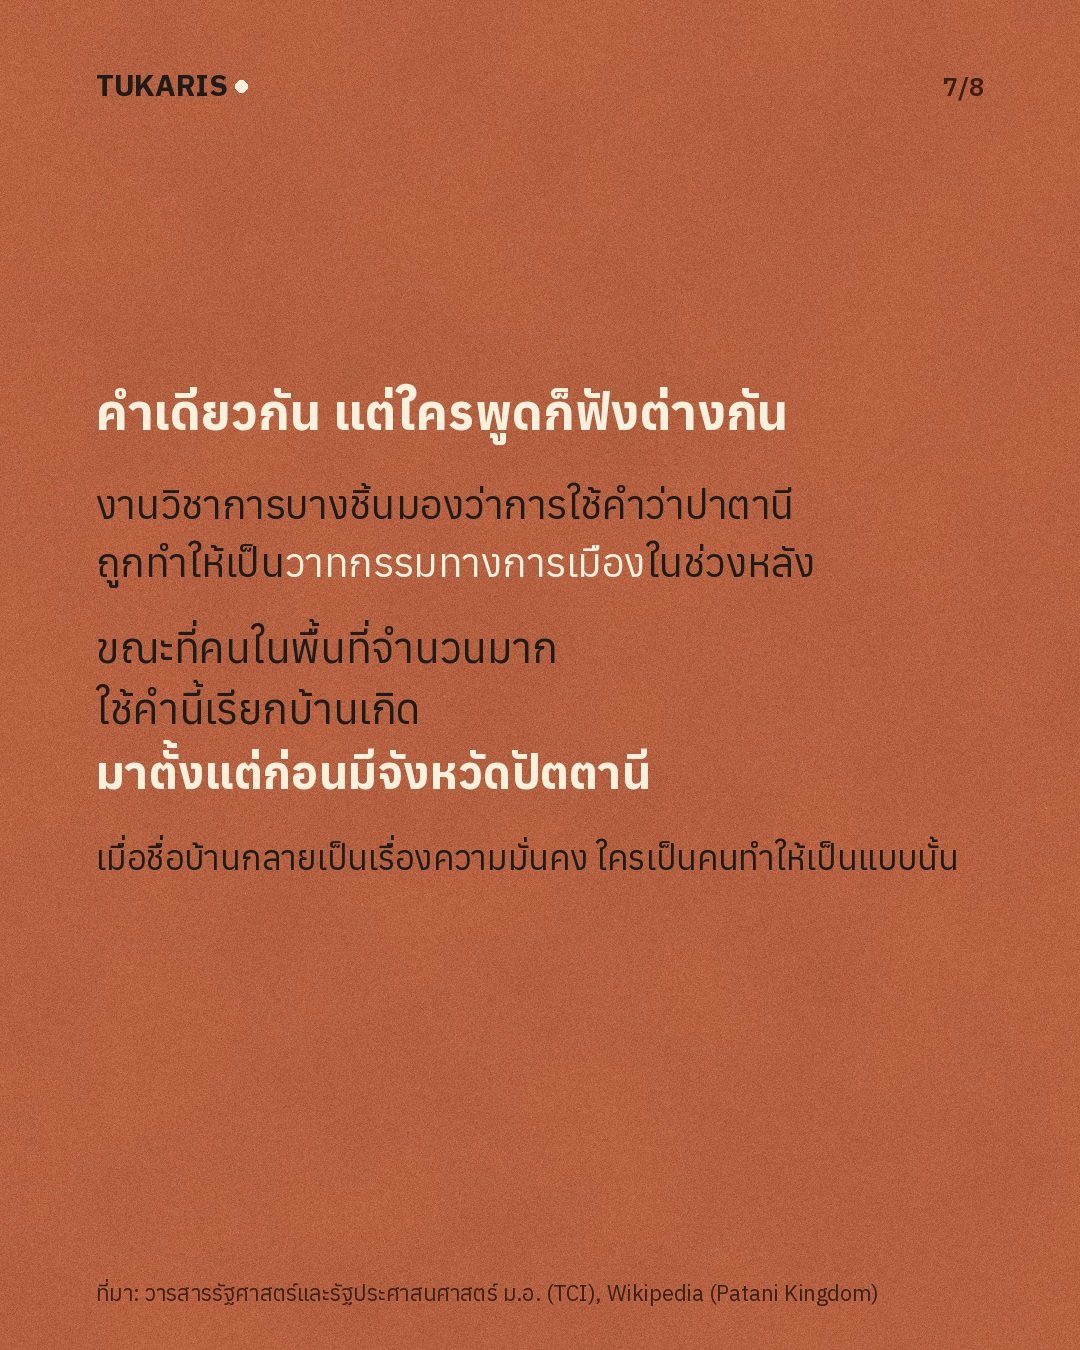 TUKARIS
7/8
คำเดียวกัน แต่ใครพูดก็ฟังต่างกัน
งานวิชาการบางชิ้นมองว่าการใช้คำว่าปาตานี
ถูกทำให้เป็นวาทกรรมทางการเมืองในช่วงหลัง
ขณะที่คนในพื้นที่จำนวนมาก
ใช้คำนี้เรียกบ้านเกิด
มาตั้งแต่ก่อนมีจังหวัดปัตตานี
เมื่อชื่อบ้านกลายเป็นเรื่องความมั่นคง ใครเป็นคนทำให้เป็นแบบนั้น
ที่มา: วารสารรัฐศาสตร์และรัฐประศาสนศาสตร์ ม.อ. (TCI), Wikipedia (Patani Kingdom)